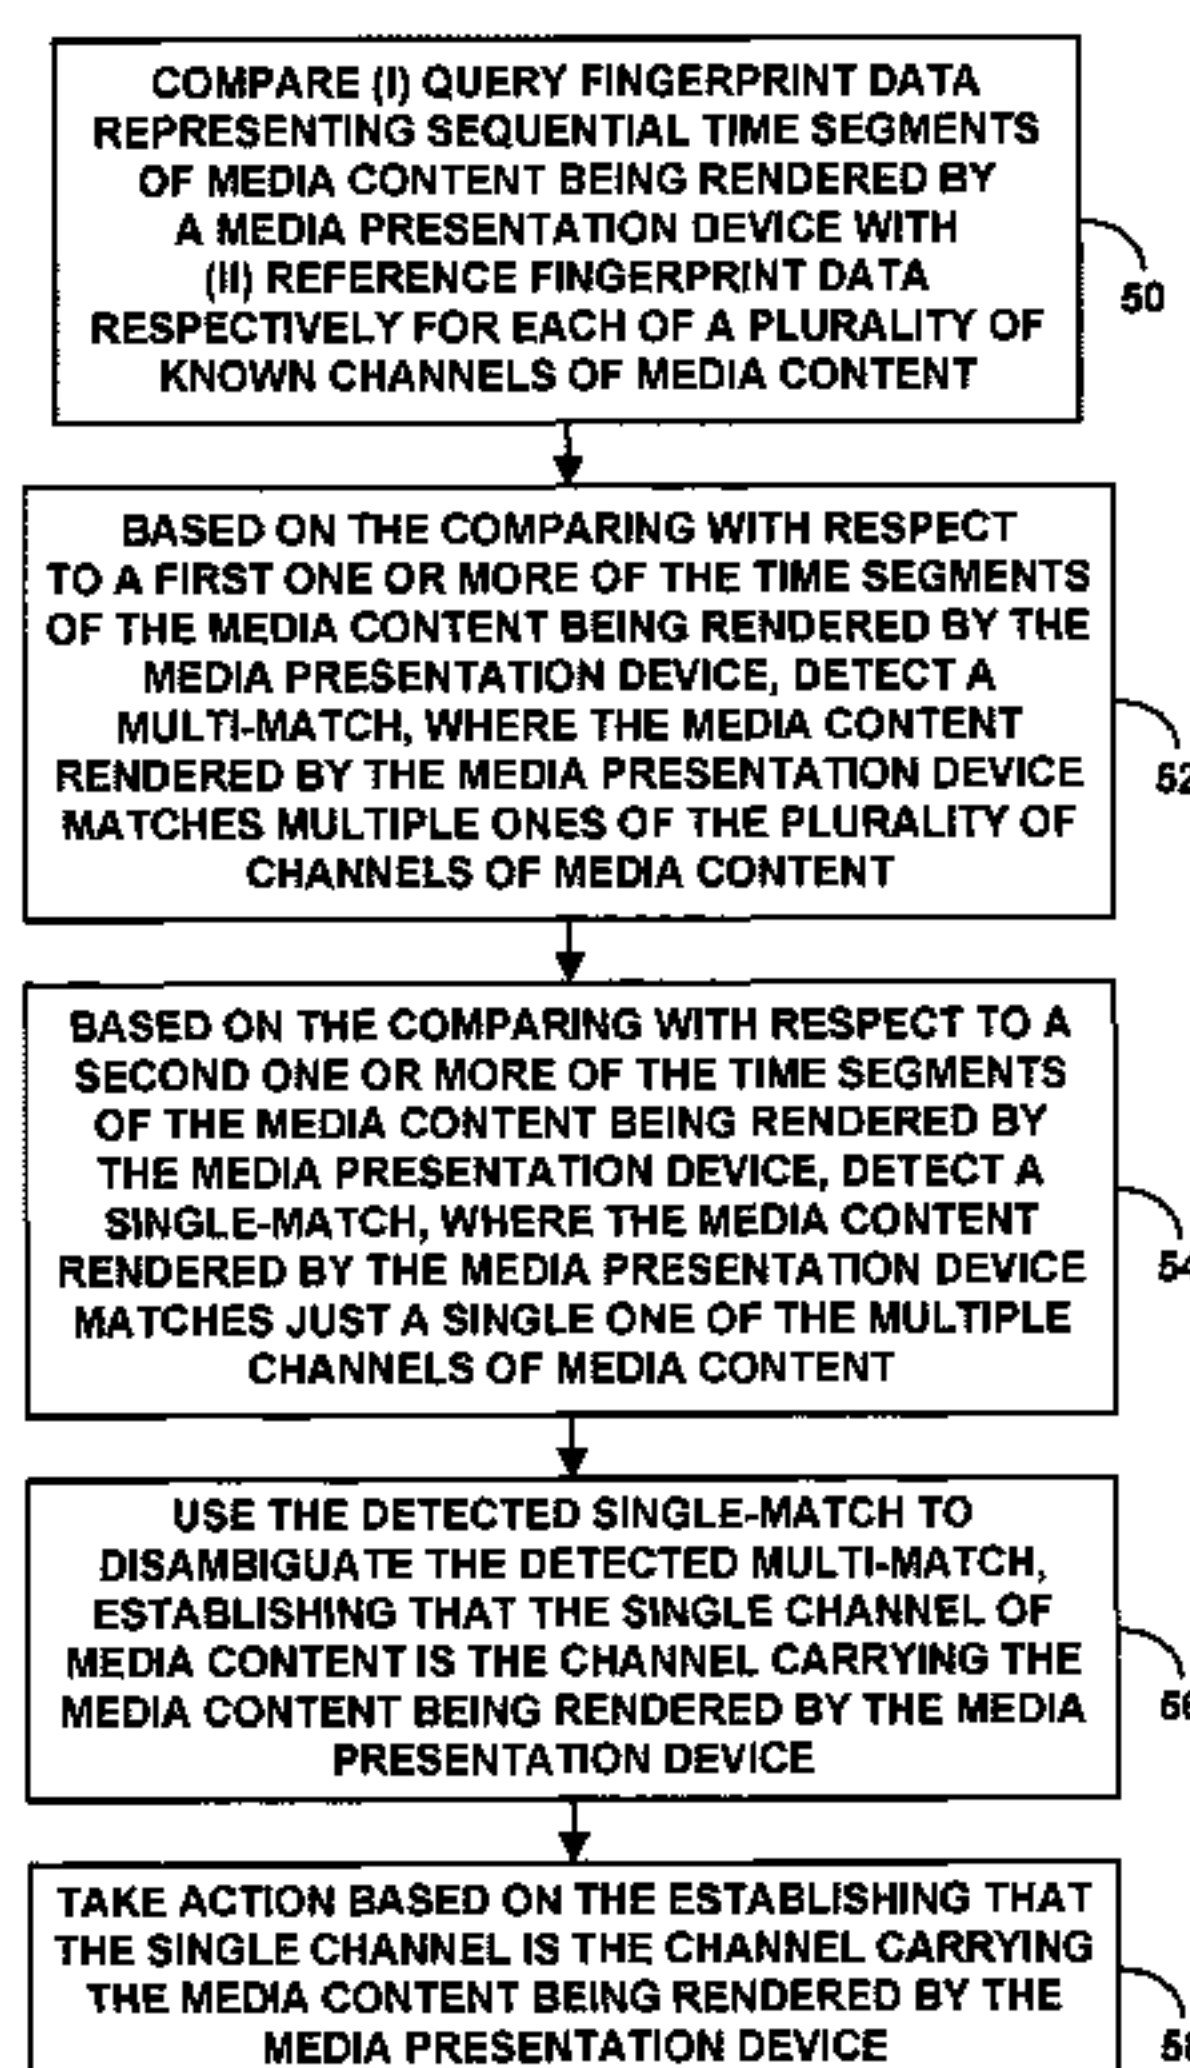 COMPARE (I) QUERY FINGERPRINT DATA
REPRESENTING SEQUENTIAL TIME SEGMENTS
OF MEDIA CONTENT BEING RENDERED BY
A MEDIA PRESENTATION DEVICE WITH
(II) REFERENCE FINGERPRINT DATA
RESPECTIVELY FOR EACH OF A PLURALITY OF
KNOWN CHANNELS OF MEDIA CONTENT
50
BASED ON THE COMPARING WITH RESPECT
TO A FIRST ONE OR MORE OF THE TIME SEGMENTS
OF THE MEDIA CONTENT BEING RENDERED BY THE
MEDIA PRESENTATION DEVICE, DETECT A
MULTI-MATCH, WHERE THE MEDIA CONTENT
RENDERED BY THE MEDIA PRESENTATION DEVICE
MATCHES MULTIPLE ONES OF THE PLURALITY OF
CHANNELS OF MEDIA CONTENT
52
BASED ON THE COMPARING WITH RESPECT TO A
SECOND ONE OR MORE OF THE TIME SEGMENTS
OF THE MEDIA CONTENT BEING RENDERED BY
THE MEDIA PRESENTATION DEVICE, DETECT A
SINGLE-MATCH, WHERE THE MEDIA CONTENT
RENDERED BY THE MEDIA PRESENTATION DEVICE
MATCHES JUST A SINGLE ONE OF THE MULTIPLE
CHANNELS OF MEDIA CONTENT
54
USE THE DETECTED SINGLE-MATCH TO
DISAMBIGUATE THE DETECTED MULTI-MATCH,
ESTABLISHING THAT THE SINGLE CHANNEL OF
MEDIA CONTENT IS THE CHANNEL CARRYING THE
MEDIA CONTENT BEING RENDERED BY THE MEDIA
PRESENTATION DEVICE
56
TAKE ACTION BASED ON THE ESTABLISHING THAT
THE SINGLE CHANNEL IS THE CHANNEL CARRYING
THE MEDIA CONTENT BEING RENDERED BY THE
MEDIA PRESENTATION DEVICE
58